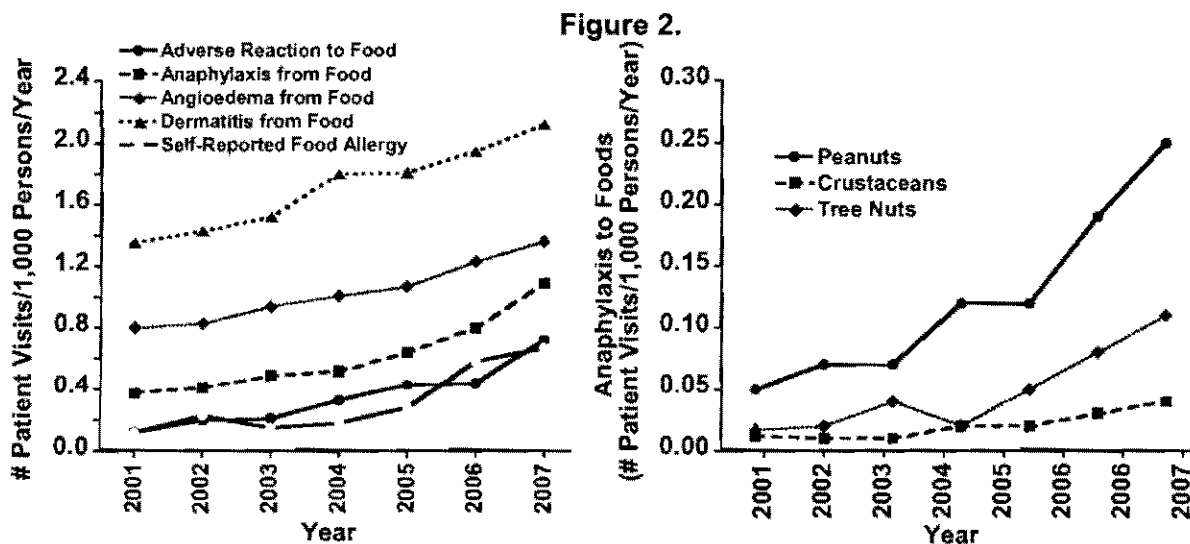 Figure 2.
# Patient Visits/1,000 Persons/Year
Adverse Reaction to Food
Anaphylaxis from Food
Angioedema from Food
Dermatitis from Food
Self-Reported Food Allergy
2.4
2.0
1.6
1.2
0.8
0.4
0.0
2001
2002
2003
2004
2005
2006
2007
Year
Anaphylaxis to Foods
(# Patient Visits/1,000 Persons/Year)
0.30
0.25
0.20
0.15
0.10
0.05
0.00
Peanuts
Crustaceans
Tree Nuts
2001
2002
2003
2004
2005
2006
2006
2007
Year